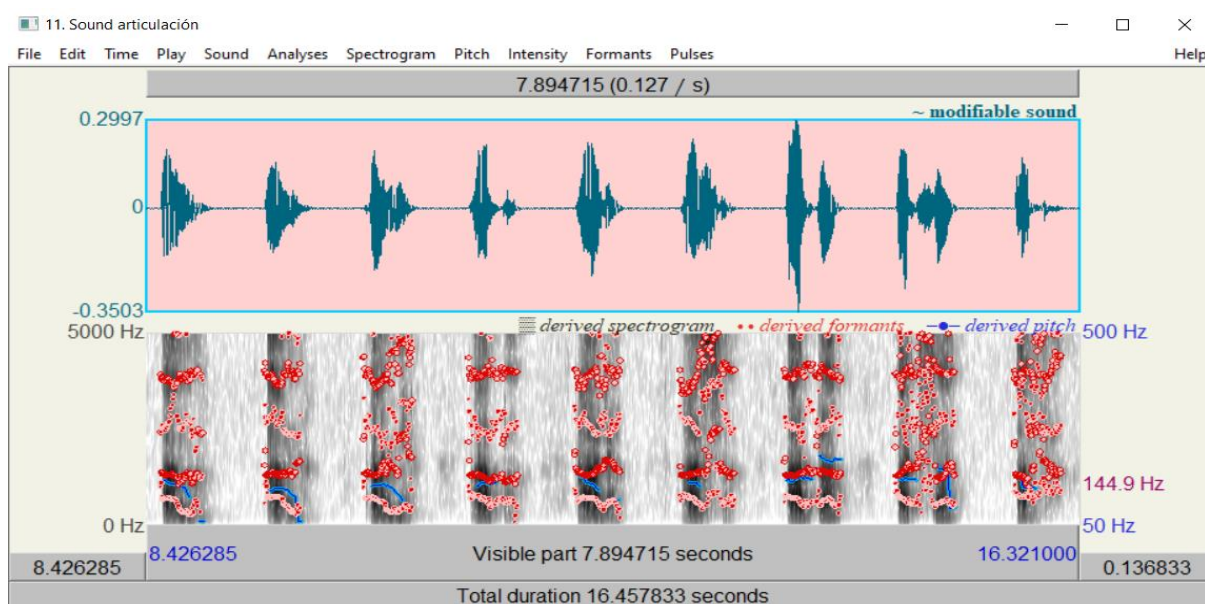 11. Sound articulación
File Edit Time Play Sound Analyses Spectrogram Pitch Intensity Formants Pulses Help
7.894715 (0.127 / s)
0.2997
~ modifiable sound
0
-0.3503
5000 Hz
derived spectrogram derived formants derived pitch
500 Hz
144.9 Hz
0 Hz
50 Hz
8.426285 Visible part 7.894715 seconds 16.321000
8.426285 0.136833
Total duration 16.457833 seconds